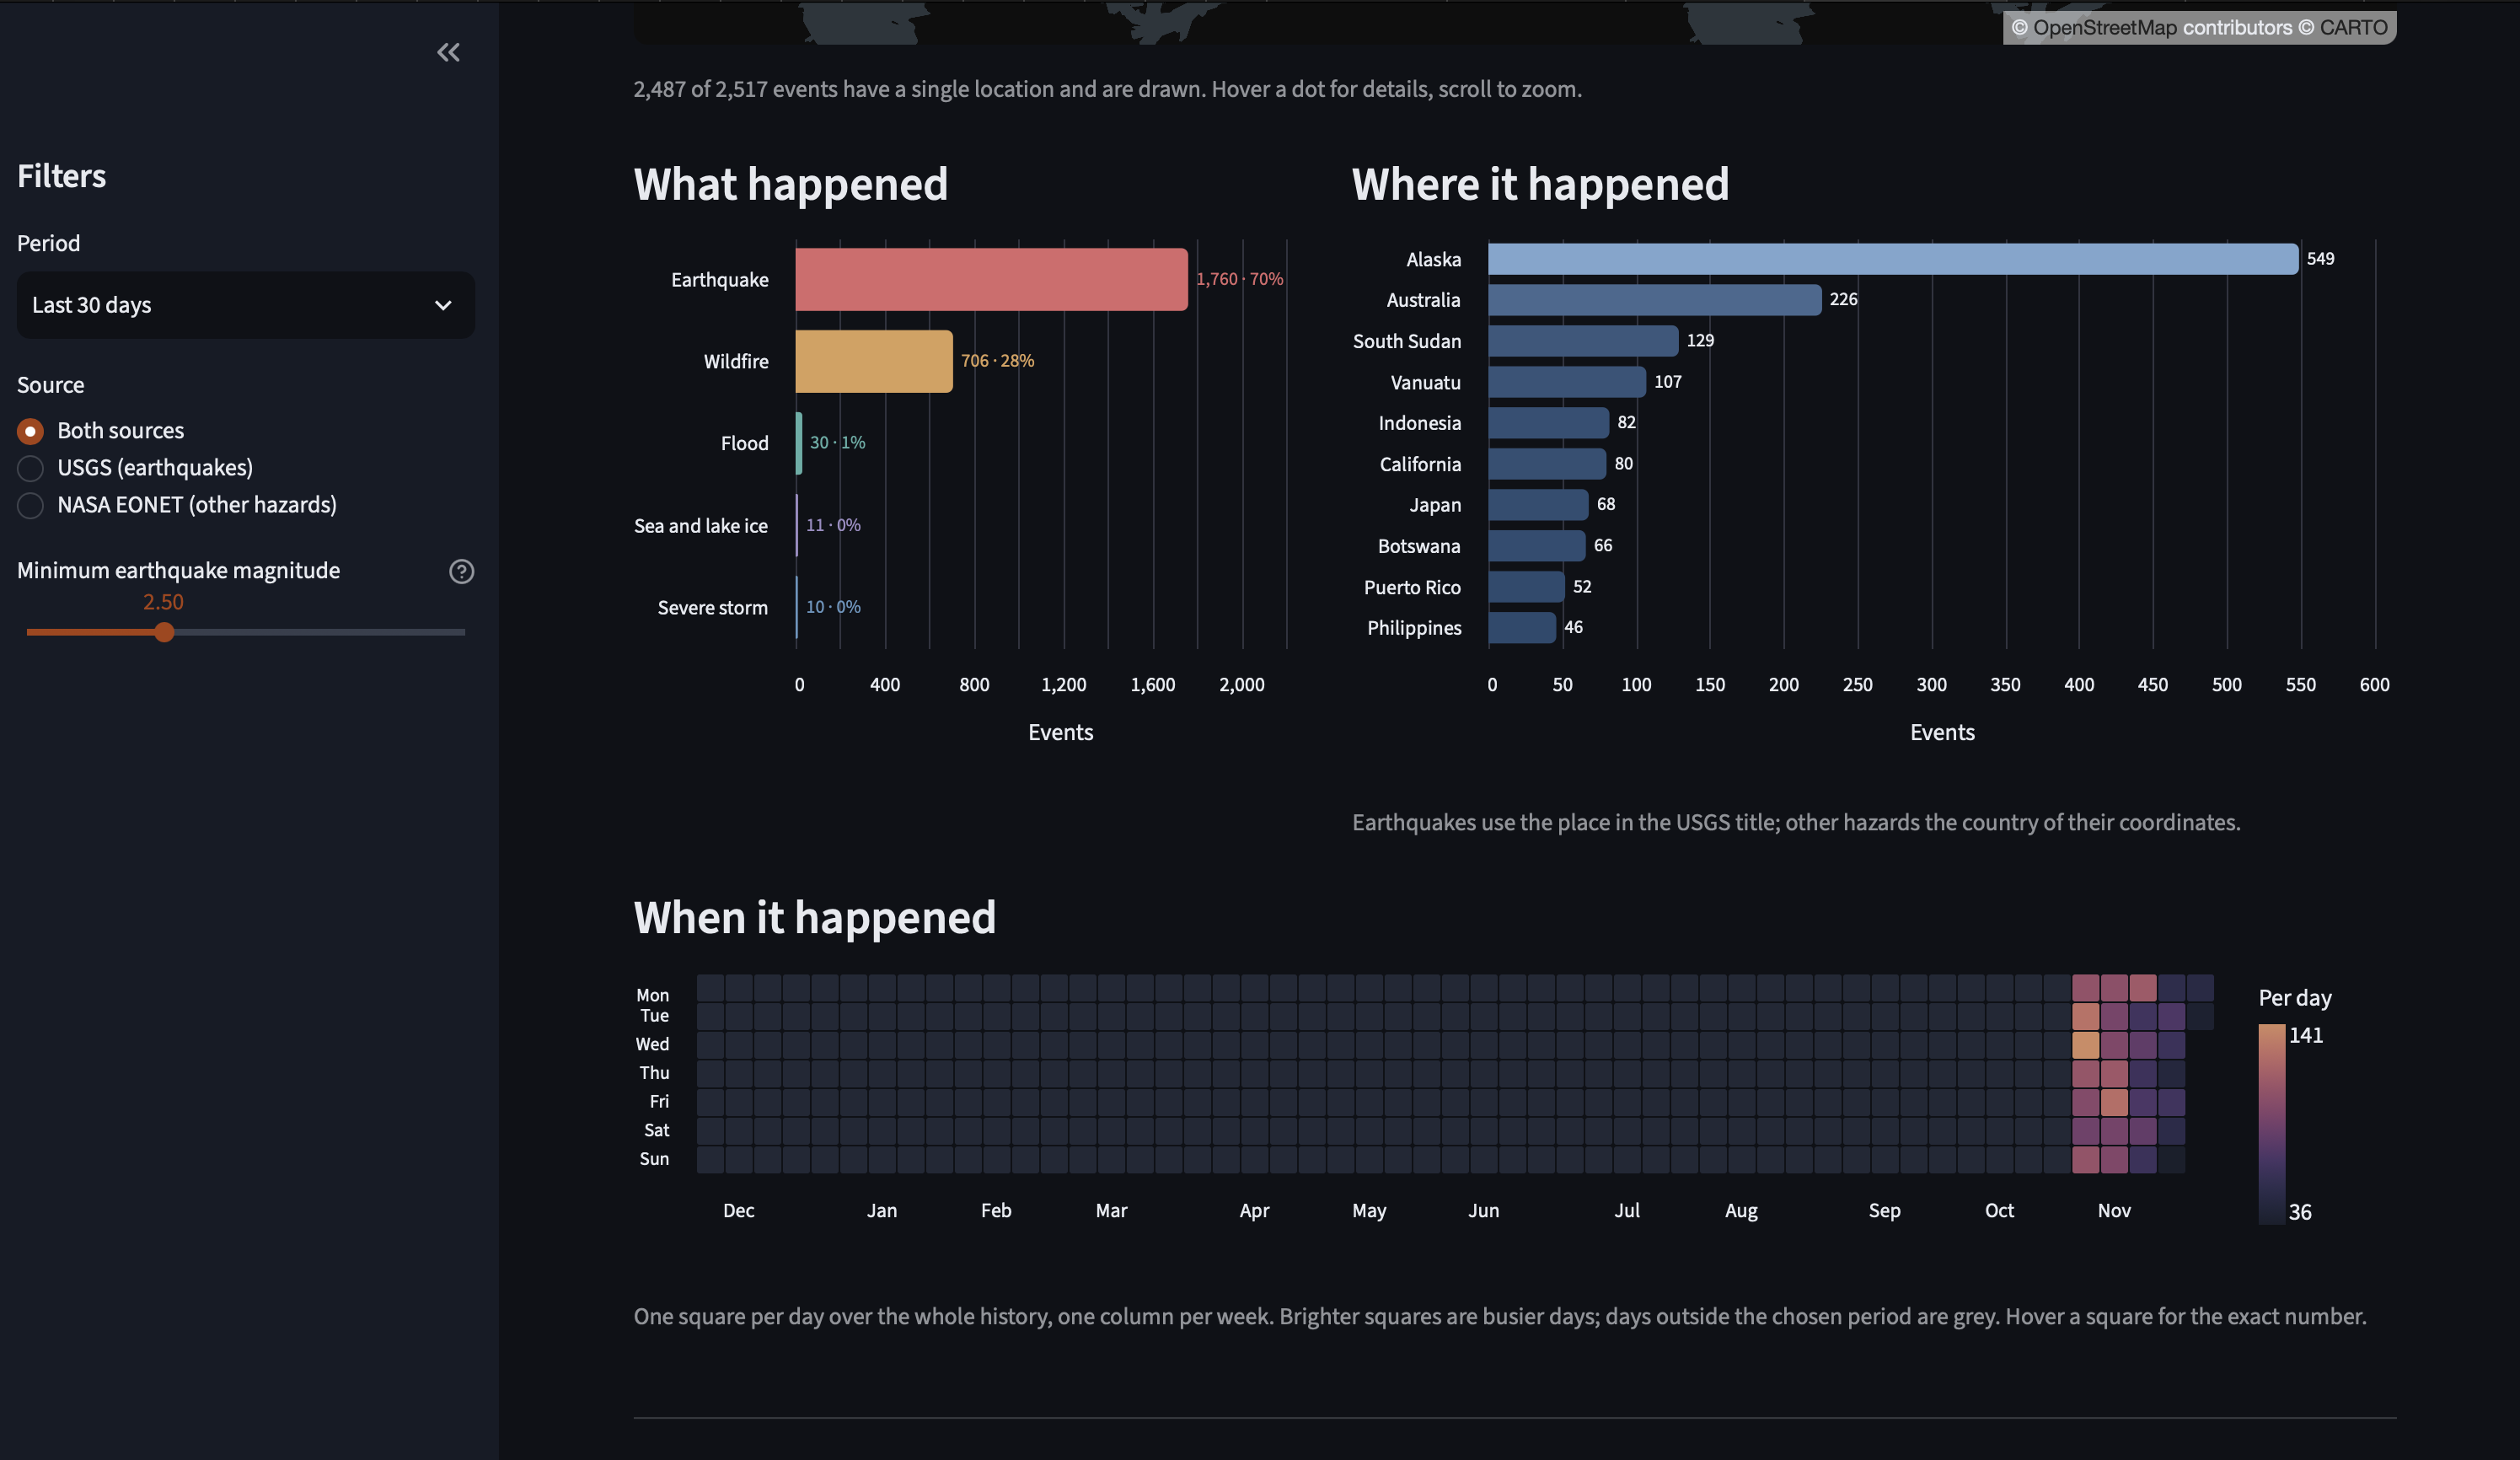 © OpenStreetMap contributors © CARTO
2,487 of 2,517 events have a single location and are drawn. Hover a dot for details, scroll to zoom.
Filters
Period
Last 30 days
Source
Both sources
USGS (earthquakes)
NASA EONET (other hazards)
Minimum earthquake magnitude
2.50
What happened
Earthquake 1,760 · 70%
Wildfire 706 · 28%
Flood 30 · 1%
Sea and lake ice 11 · 0%
Severe storm 10 · 0%
0 400 800 1,200 1,600 2,000
Events
Where it happened
Alaska 549
Australia 226
South Sudan 129
Vanuatu 107
Indonesia 82
California 80
Japan 68
Botswana 66
Puerto Rico 52
Philippines 46
0 50 100 150 200 250 300 350 400 450 500 550 600
Events
Earthquakes use the place in the USGS title; other hazards the country of their coordinates.
When it happened
Mon
Tue
Wed
Thu
Fri
Sat
Sun
Dec Jan Feb Mar Apr May Jun Jul Aug Sep Oct Nov
Per day
141
36
One square per day over the whole history, one column per week. Brighter squares are busier days; days outside the chosen period are grey. Hover a square for the exact number.